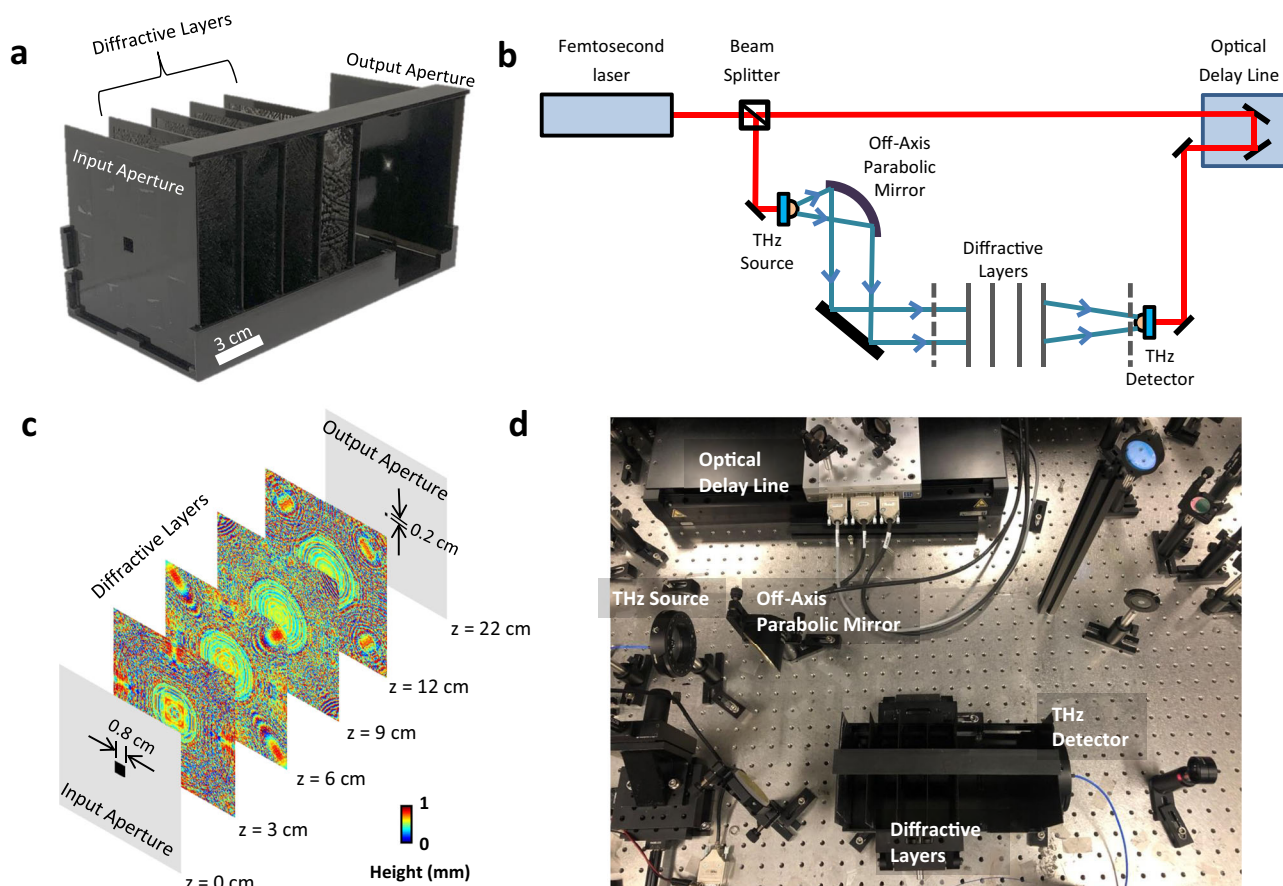 a
Diffractive Layers
Output Aperture
Input Aperture
3 cm
b
Femtosecond
laser
Beam
Splitter
Optical
Delay Line
Off-Axis
Parabolic
Mirror
THz
Source
Diffractive
Layers
THz
Detector
c
Output Aperture
0.2 cm
Diffractive Layers
z = 22 cm
z = 12 cm
z = 9 cm
z = 6 cm
z = 3 cm
z = 0 cm
0.8 cm
Input Aperture
1
0
Height (mm)
d
Optical
Delay Line
THz Source
Off-Axis
Parabolic Mirror
THz
Detector
Diffractive
Layers